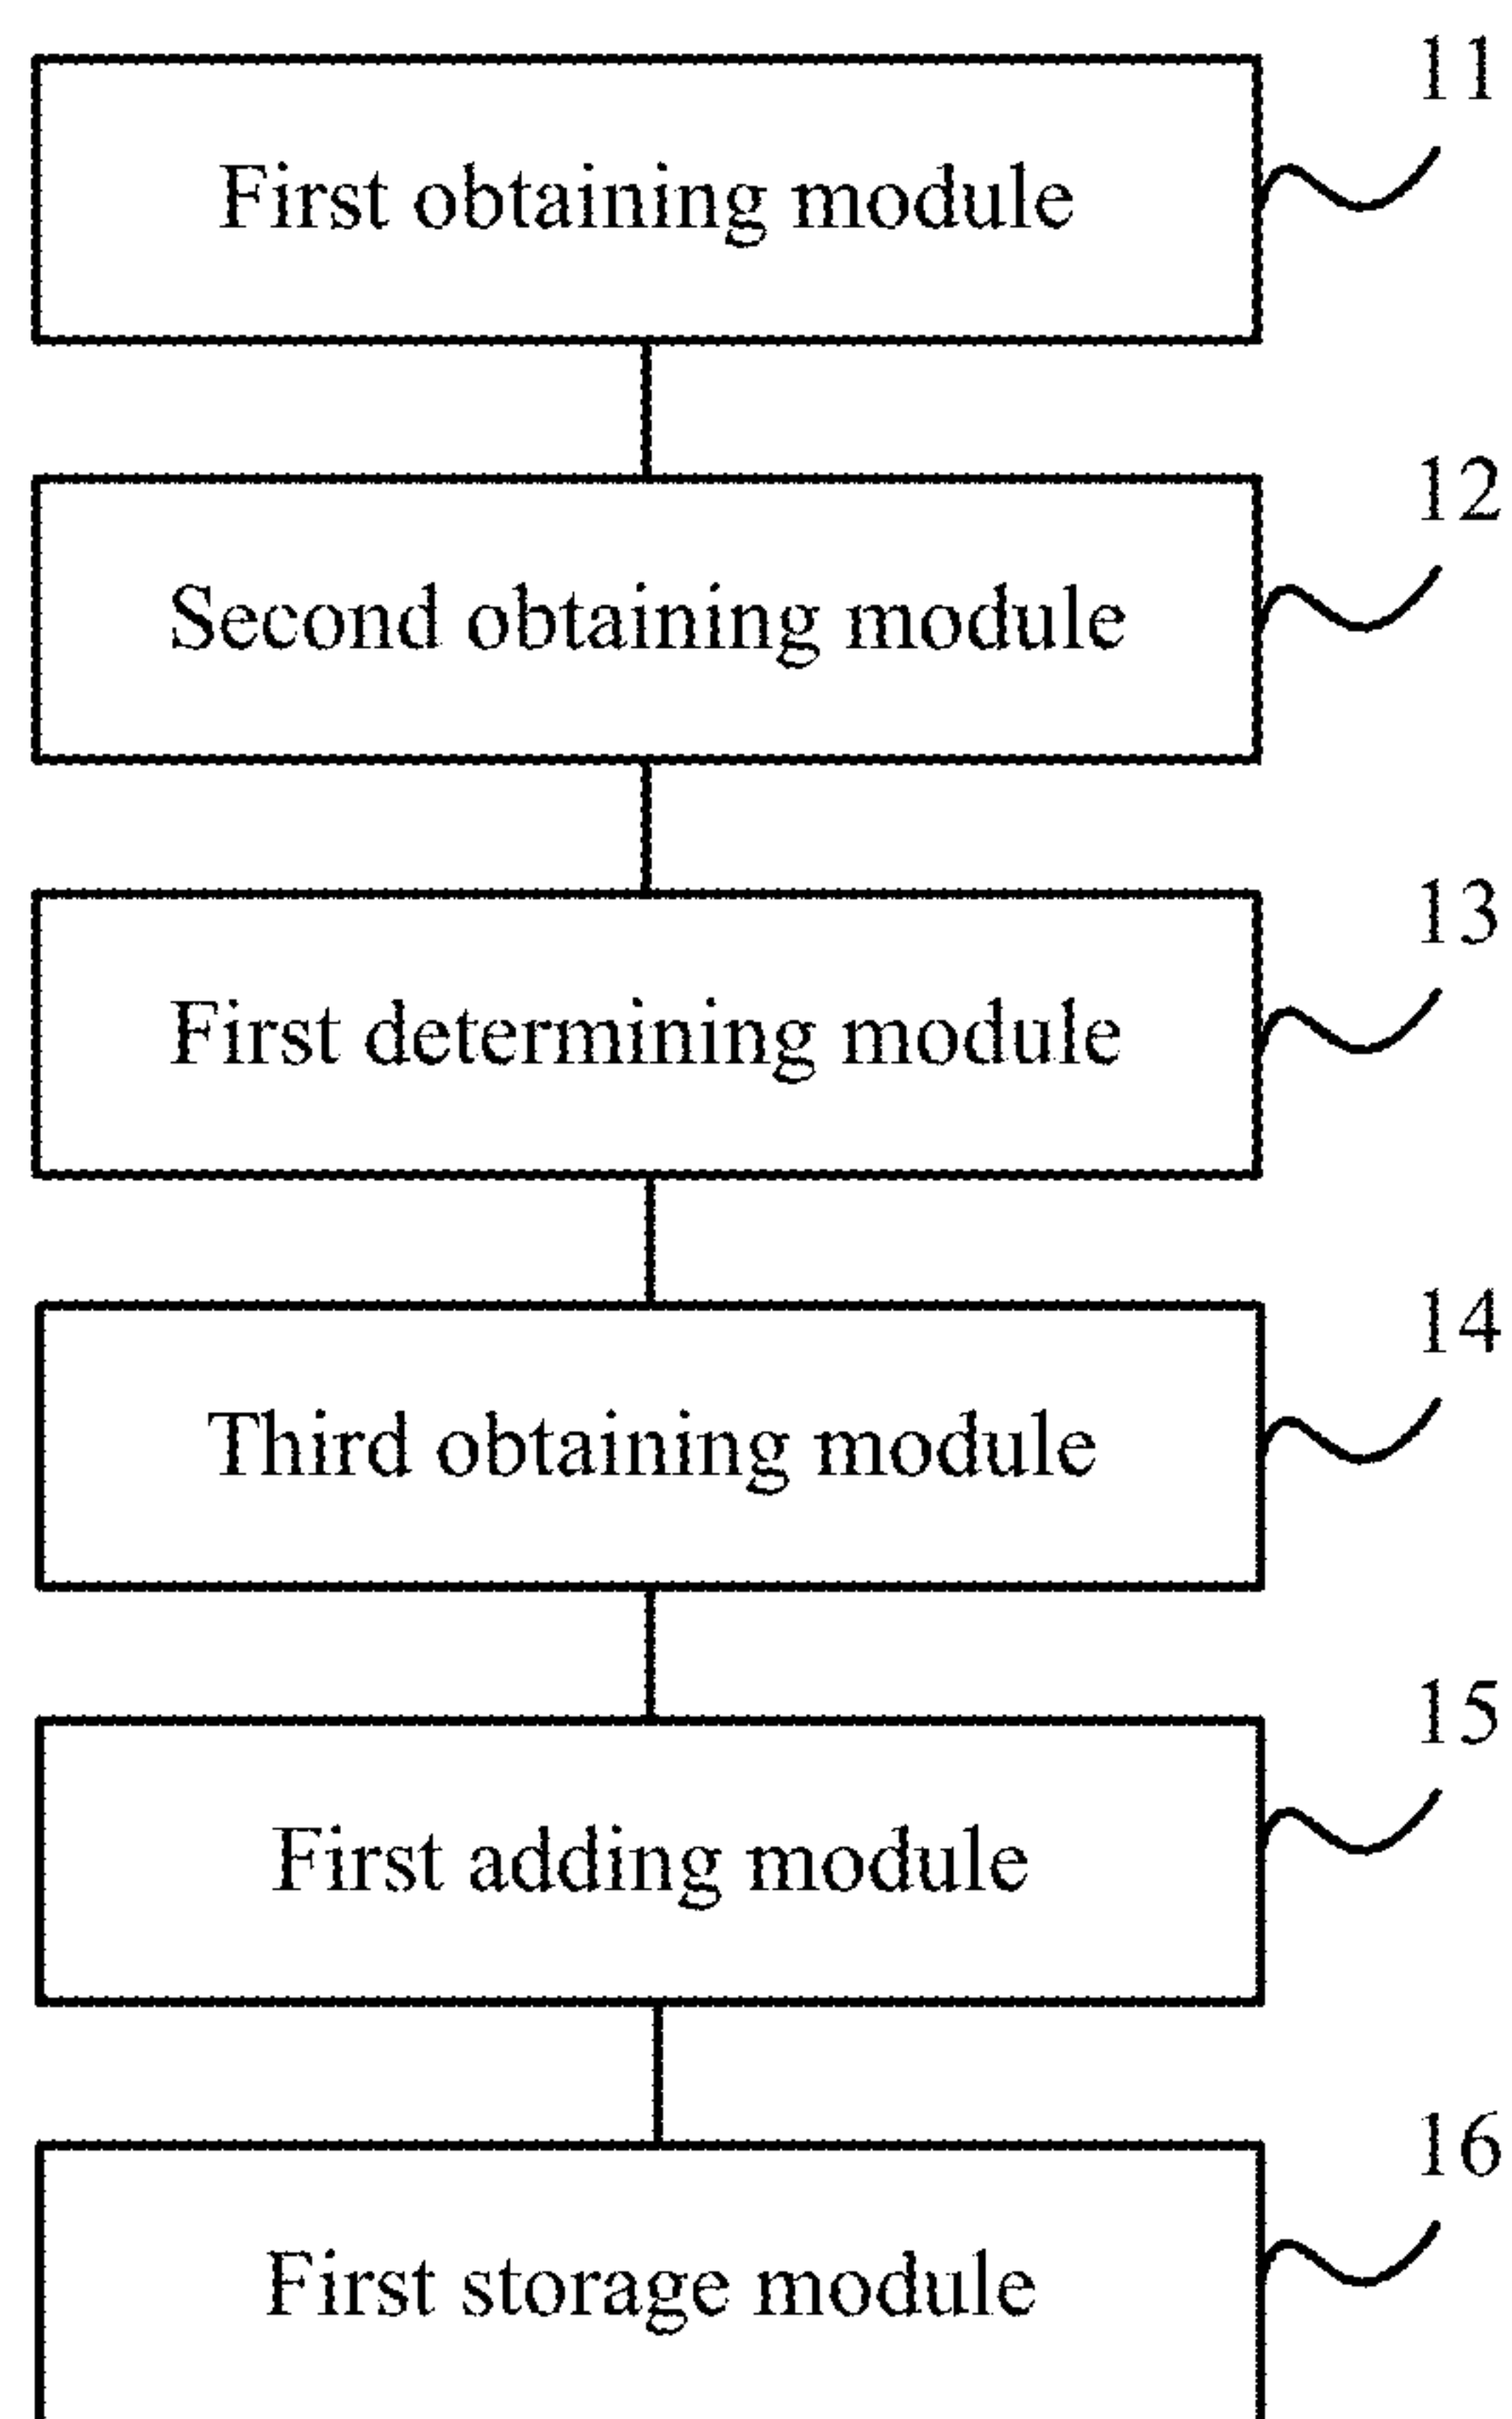 11
First obtaining module
12
Second obtaining module
13
First determining module
14
Third obtaining module
15
First adding module
16
First storage module